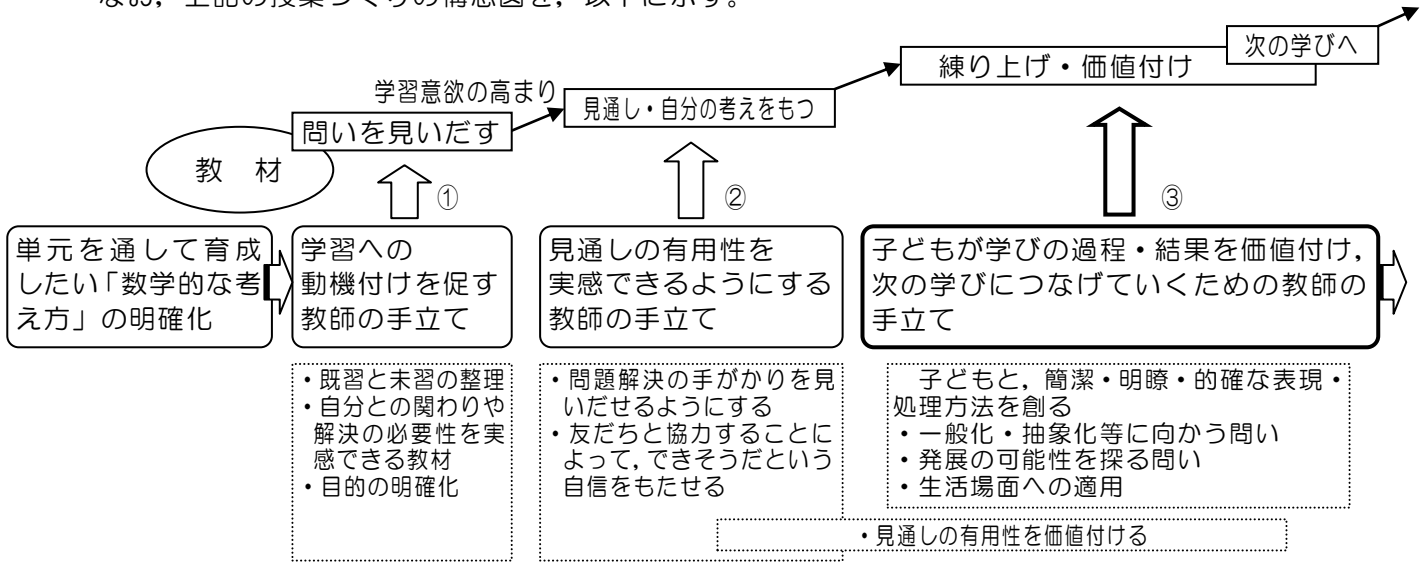 なお，上記の授業づくりの構想図を，以下に示す。
次の学びへ
練り上げ・価値付け
学習意欲の高まり
見通し・自分の考えをもつ
問いを見いだす
教　材
①
②
③
単元を通して育成
したい「数学的な考
え方」の明確化
学習への
動機付けを促す
教師の手立て
見通しの有用性を
実感できるようにする
教師の手立て
子どもが学びの過程・結果を価値付け，
次の学びにつなげていくための教師の
手立て
・既習と未習の整理
・自分との関わりや
解決の必要性を実
感できる教材
・目的の明確化
・問題解決の手がかりを見
いだせるようにする
・友だちと協力することに
よって，できそうだという
自信をもたせる
子どもと，簡潔・明瞭・的確な表現・
処理方法を創る
・一般化・抽象化等に向かう問い
・発展の可能性を探る問い
・生活場面への適用
・見通しの有用性を価値付ける